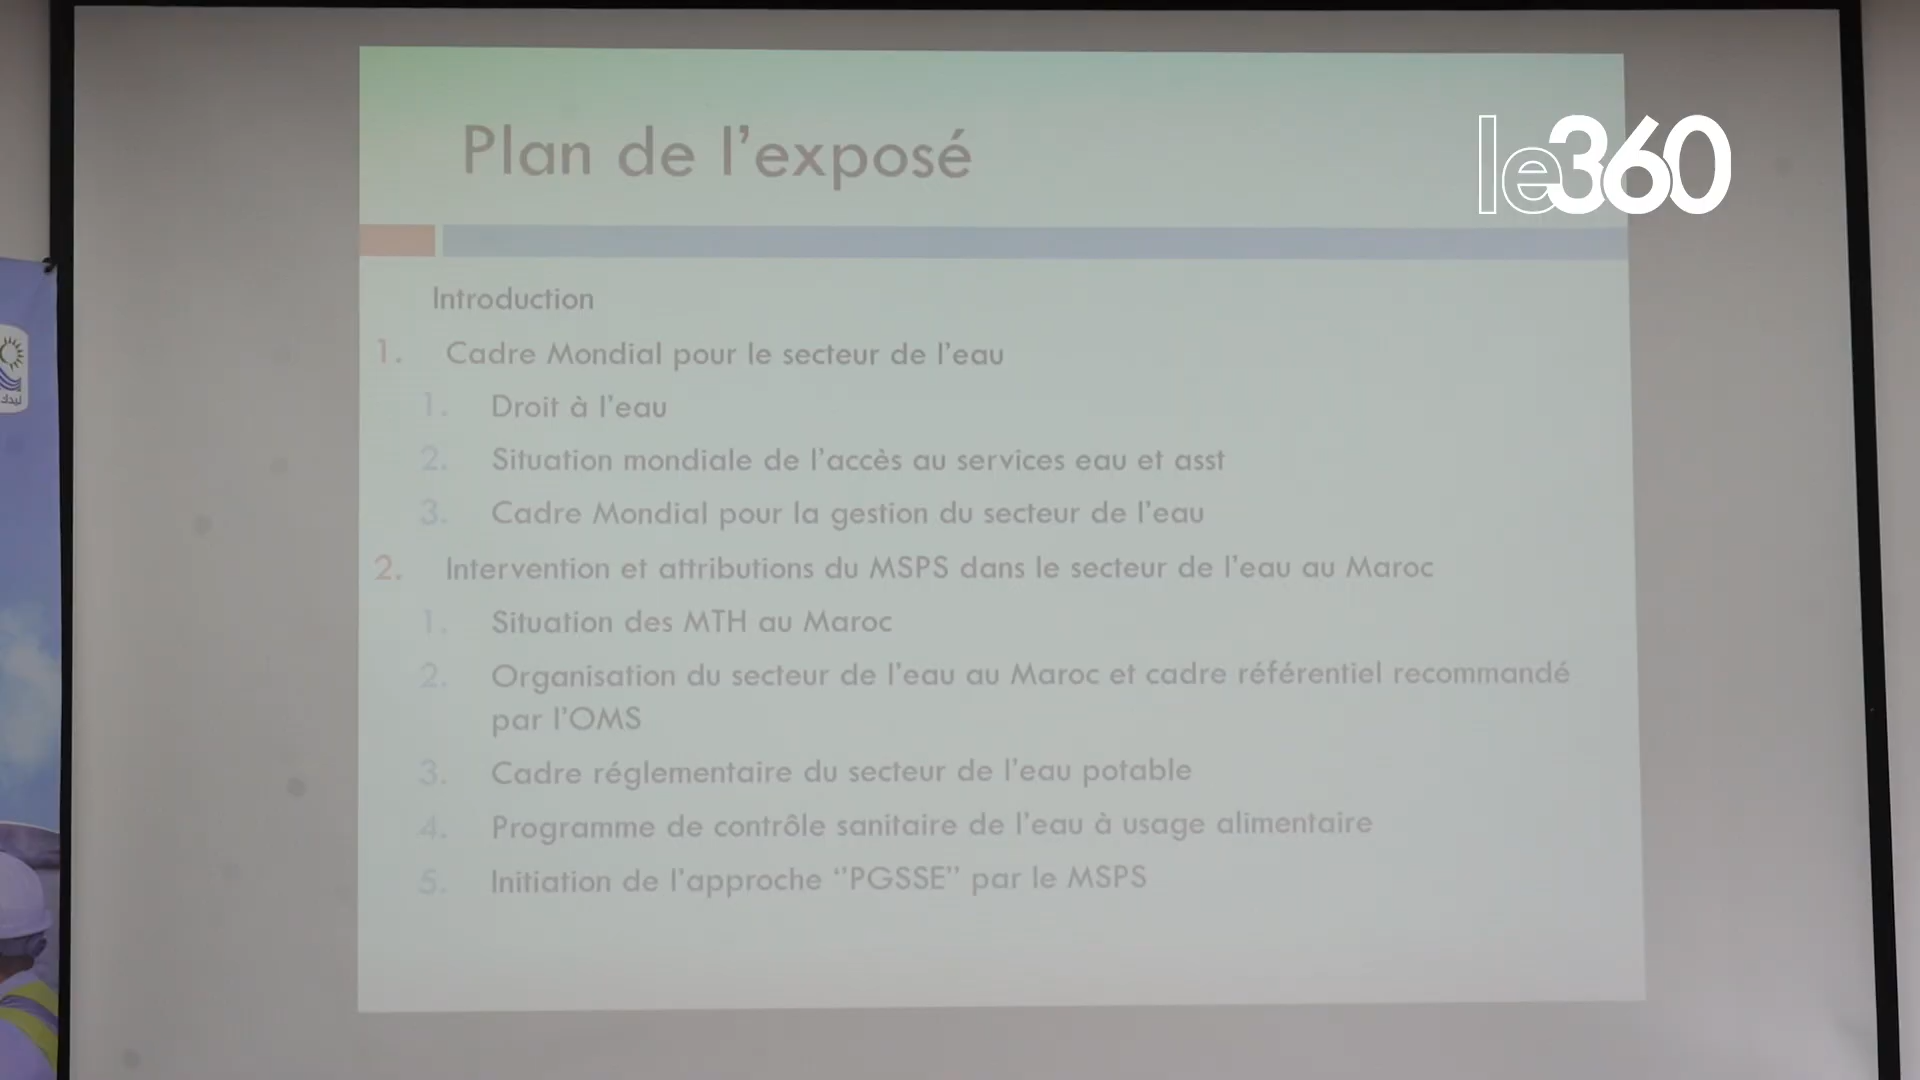 Plan de l'exposé
le360
Introduction
1. Cadre Mondial pour le secteur de l'eau
1. Droit à l'eau
2. Situation mondiale de l'accès au services eau et asst
3. Cadre Mondial pour la gestion du secteur de l'eau
2. Intervention et attributions du MSPS dans le secteur de l'eau au Maroc
1. Situation des MTH au Maroc
2. Organisation du secteur de l'eau au Maroc et cadre référentiel recommandé
par l'OMS
3. Cadre réglementaire du secteur de l'eau potable
4. Programme de contrôle sanitaire de l'eau à usage alimentaire
5. Initiation de l'approche ‘'PGSSE'' par le MSPS
ليدك